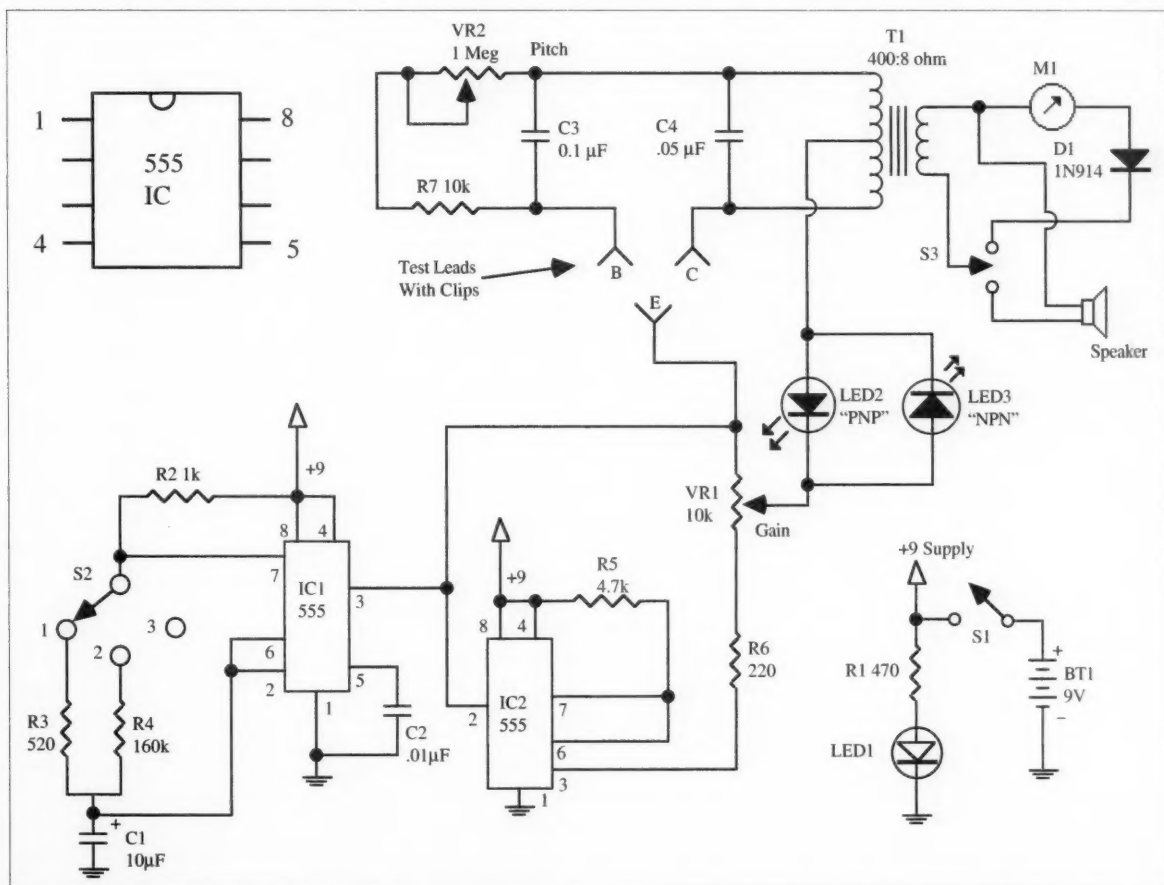 VR2
1 Meg
Pitch
T1
400:8 ohm
M1
1
8
555
IC
4
5
C3
0.1 µF
C4
.05 µF
D1
1N914
R7 10k
Test Leads
With Clips
B
C
E
S3
Speaker
LED2
“PNP”
LED3
“NPN”
R2 1k
+9
8
4
S2
7
IC1
555
3
1
3
2
6
2
5
1
R3
520
R4
160k
C2
.01µF
+
C1
10µF
VR1
10k
Gain
+9
R5
4.7k
8
4
IC2
555
2
7
6
3
1
R6
220
+9 Supply
S1
R1 470
+
BT1
9V
–
LED1